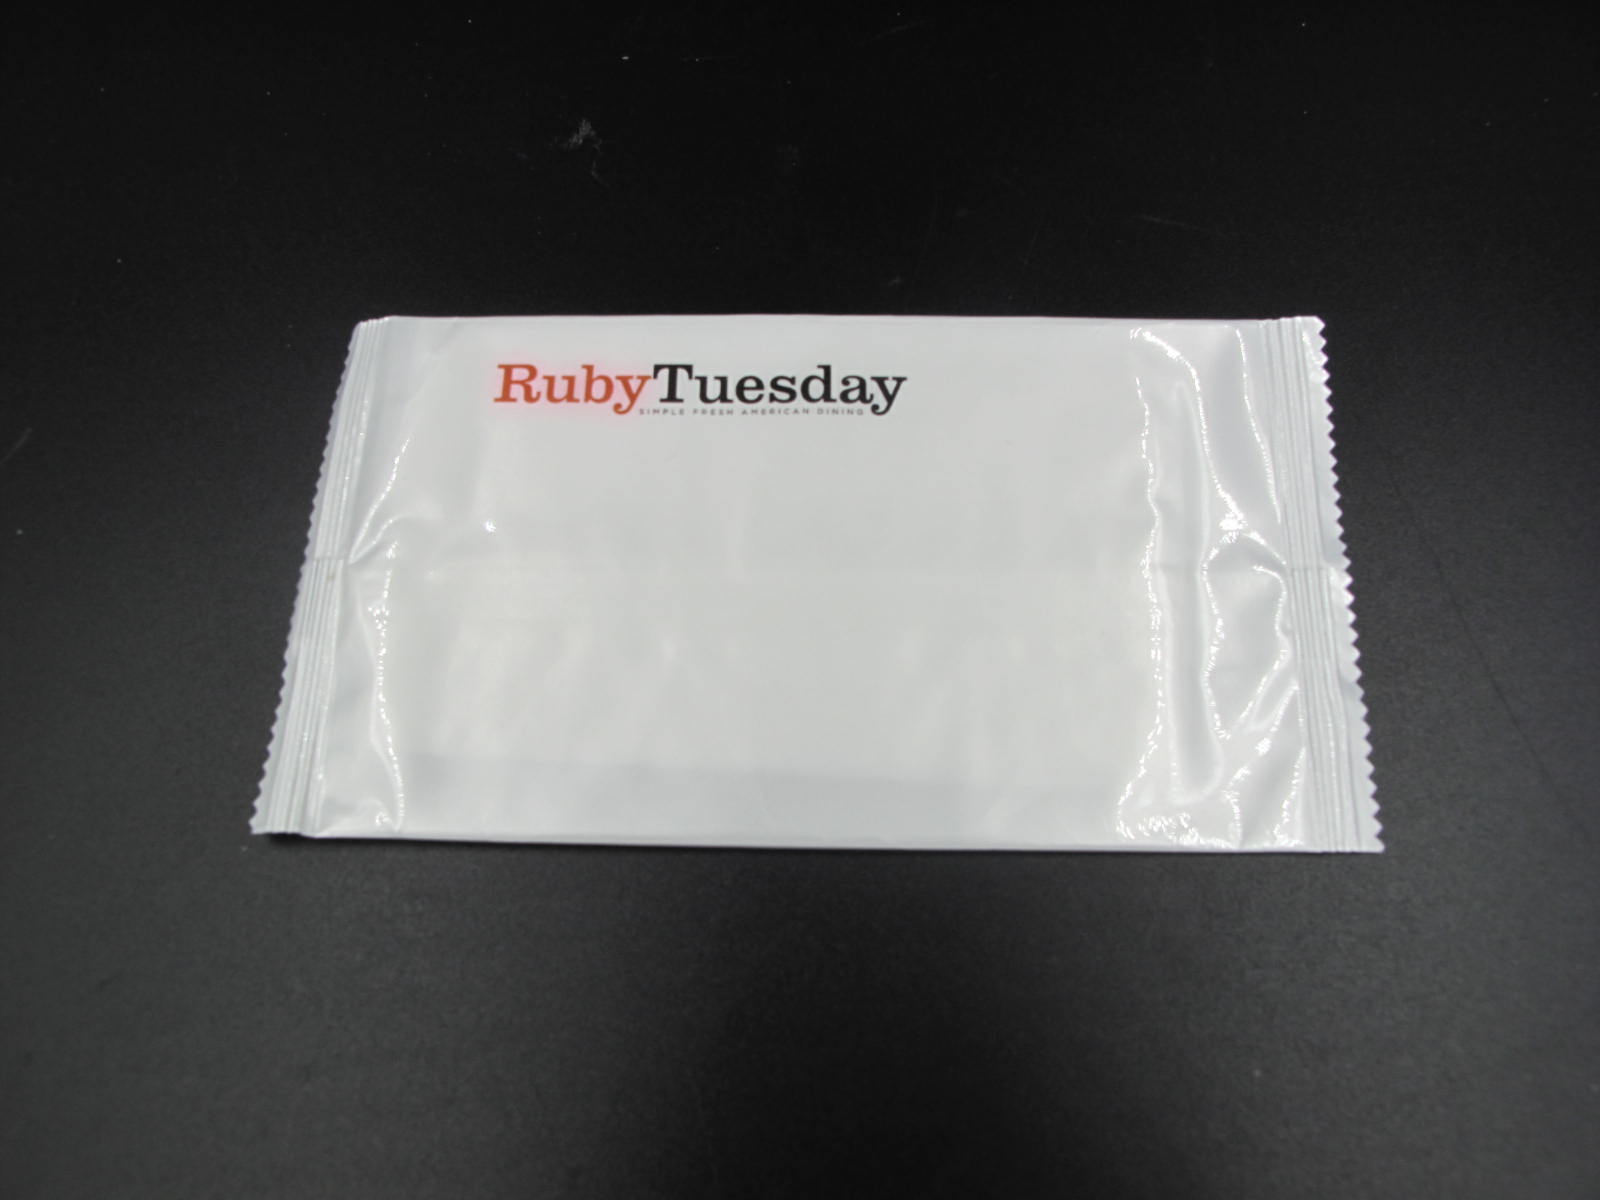 RubyTuesday
SIMPLE FRESH AMERICAN DINING